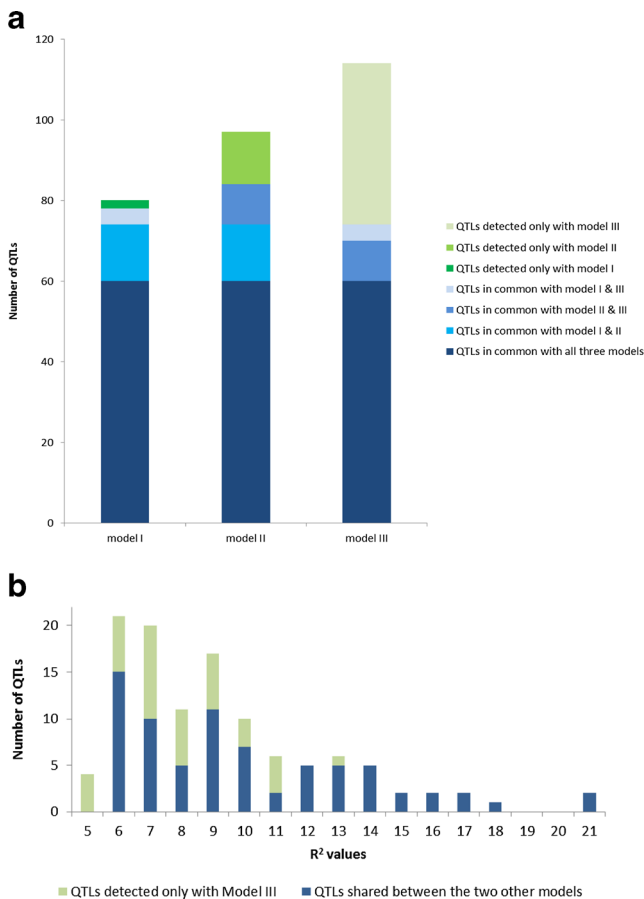 a
120
100
80
60
40
20
0
Number of QTLs
model I
model II
model III
QTLs detected only with model III
QTLs detected only with model II
QTLs detected only with model I
QTLs in common with model I & III
QTLs in common with model II & III
QTLs in common with model I & II
QTLs in common with all three models
b
20
15
10
5
0
Number of QTLs
5 6 7 8 9 10 11 12 13 14 15 16 17 18 19 20 21
R² values
QTLs detected only with Model III
QTLs shared between the two other models